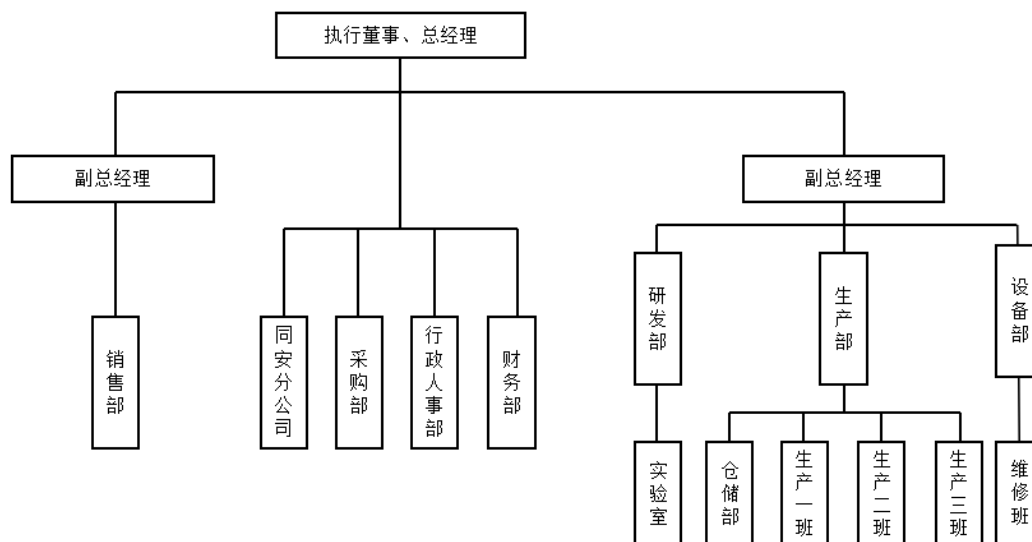 执行董事、总经理
副总经理
副总经理
销售部
同安分公司
采购部
行政人事部
财务部
研发部
生产部
设备部
实验室
仓储部
生产一班
生产二班
生产三班
维修班